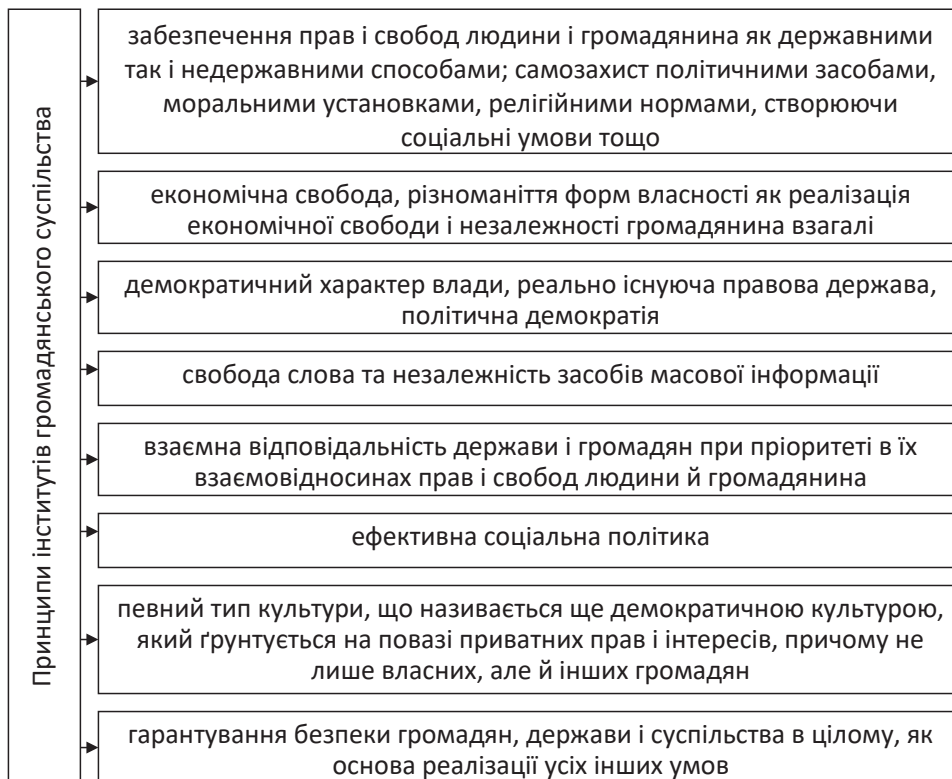 Принципи інститутів громадянського суспільства
забезпечення прав і свобод людини і громадянина як державними
так і недержавними способами; самозахист політичними засобами,
моральними установками, релігійними нормами, створюючи
соціальні умови тощо
економічна свобода, різноманіття форм власності як реалізація
економічної свободи і незалежності громадянина взагалі
демократичний характер влади, реально існуюча правова держава,
політична демократія
свобода слова та незалежність засобів масової інформації
взаємна відповідальність держави і громадян при пріоритеті в їх
взаємовідносинах прав і свобод людини й громадянина
ефективна соціальна політика
певний тип культури, що називається ще демократичною культурою,
який ґрунтується на повазі приватних прав і інтересів, причому не
лише власних, але й інших громадян
гарантування безпеки громадян, держави і суспільства в цілому, як
основа реалізації усіх інших умов